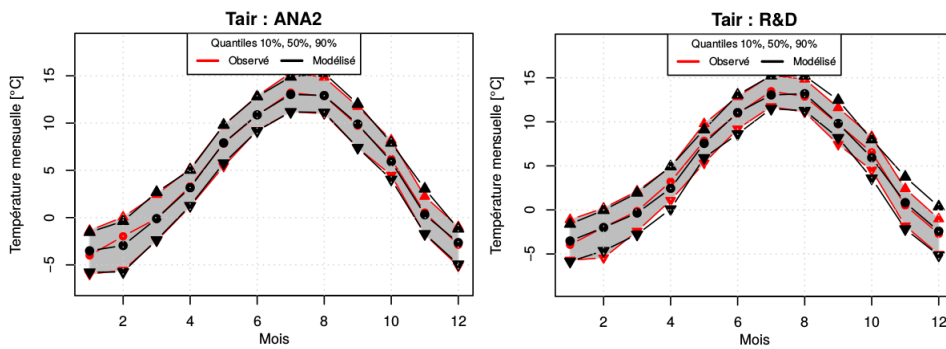 Tair : ANA2
Quantiles 10%, 50%, 90%
Observé Modélisé
Température mensuelle [°C]
15
10
5
0
−5
2 4 6 8 10 12
Mois
Tair : R&D
Quantiles 10%, 50%, 90%
Observé Modélisé
Température mensuelle [°C]
15
10
5
0
−5
2 4 6 8 10 12
Mois